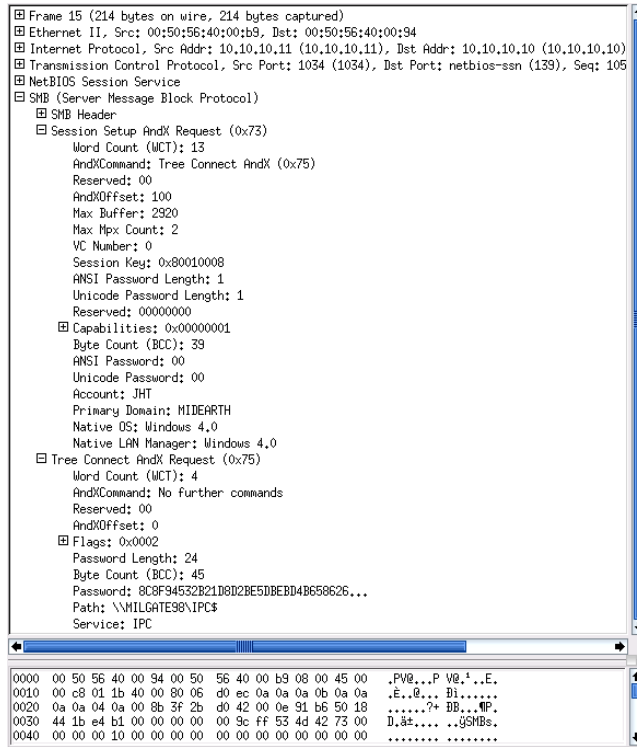 Frame 15 (214 bytes on wire, 214 bytes captured)
Ethernet II, Src: 00:50:56:40:00:b9, Dst: 00:50:56:40:00:94
Internet Protocol, Src Addr: 10.10.10.11 (10.10.10.11), Dst Addr: 10.10.10.10 (10.10.10.10)
Transmission Control Protocol, Src Port: 1034 (1034), Dst Port: netbios-ssn (139), Seq: 105
NetBIOS Session Service
SMB (Server Message Block Protocol)
SMB Header
Session Setup AndX Request (0x73)
Word Count (WCT): 13
AndXCommand: Tree Connect AndX (0x75)
Reserved: 00
AndXOffset: 100
Max Buffer: 2920
Max Mpx Count: 2
VC Number: 0
Session Key: 0x80010008
ANSI Password Length: 1
Unicode Password Length: 1
Reserved: 00000000
Capabilities: 0x00000001
Byte Count (BCC): 39
ANSI Password: 00
Unicode Password: 00
Account: JHT
Primary Domain: MIDEARTH
Native OS: Windows 4.0
Native LAN Manager: Windows 4.0
Tree Connect AndX Request (0x75)
Word Count (WCT): 4
AndXCommand: No further commands
Reserved: 00
AndXOffset: 0
Flags: 0x0002
Password Length: 24
Byte Count (BCC): 45
Password: 8C8F94532B21D8D2BE5DBEBD4B658626...
Path: \\MILGATE98\IPC$
Service: IPC
0000 00 50 56 40 00 94 00 50 56 40 00 b9 08 00 45 00 .PV@...P V@.¹..E.
0010 00 c8 01 1b 40 00 80 06 d0 ec 0a 0a 0a 0b 0a 0a .È..@... Ðì......
0020 0a 0a 04 0a 00 8b 3f 2b d0 42 00 0e 91 b6 50 18 ......?+ ÐB...¶P.
0030 44 1b e4 b1 00 00 00 00 00 9c ff 53 4d 42 73 00 D.ä±.... ..ÿSMBs.
0040 00 00 00 10 00 00 00 00 00 00 00 00 00 00 00 00 ........ ........